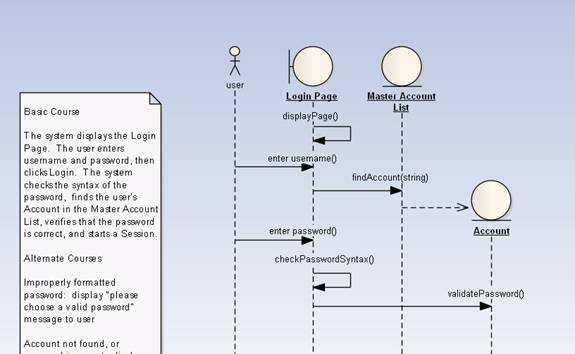 user
Login Page
Master Account
List
displayPage()
Basic Course
The system displays the Login
Page. The user enters
username and password, then
clicks Login. The system
checks the syntax of the
password, finds the user's
Account in the Master Account
List, verifies that the password
is correct, and starts a Session.
Alternate Courses
Improperly formatted
password: display "please
choose a valid password"
message to user
Account not found, or
enter username()
findAccount(string)
Account
enter password()
checkPasswordSyntax()
validatePassword()